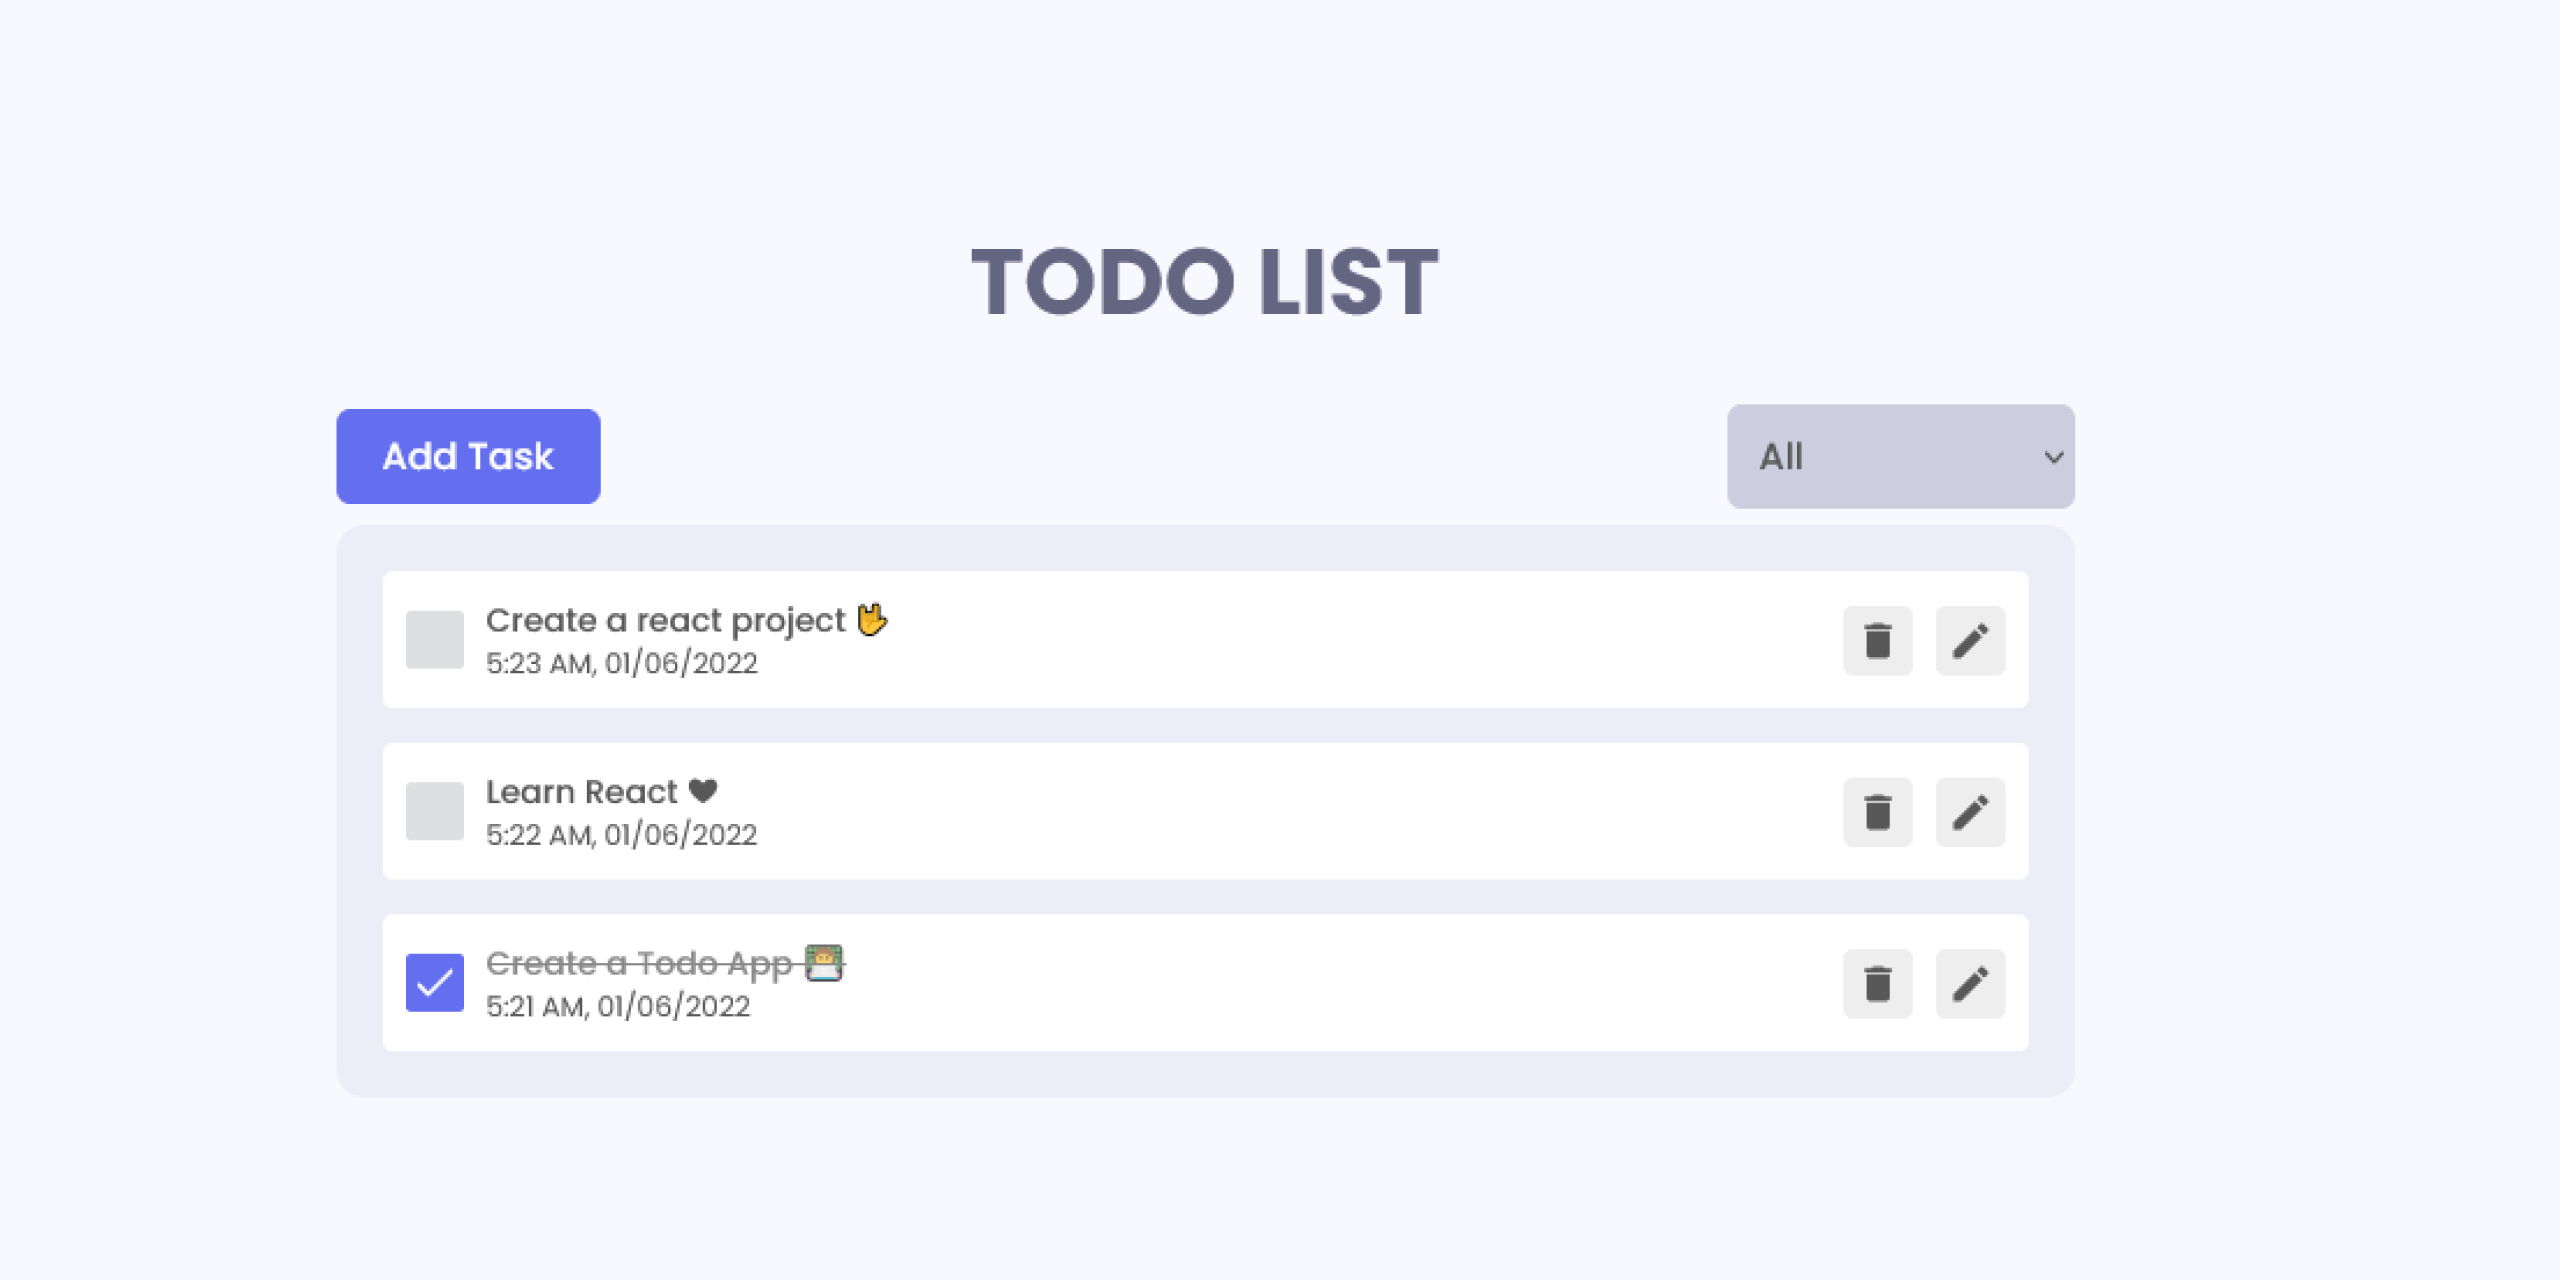 TODO LIST
Add Task
All
Create a react project 🤟
5:23 AM, 01/06/2022
Learn React ♥
5:22 AM, 01/06/2022
Create a Todo App 👨‍🏫
5:21 AM, 01/06/2022